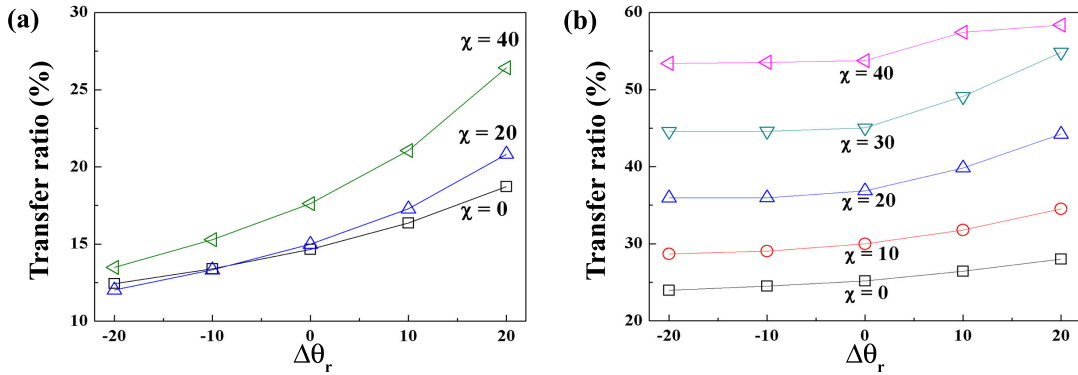 (a)
Transfer ratio (%)
30
25
20
15
10
χ = 40
χ = 20
χ = 0
-20 -10 0 10 20
Δθr
(b)
Transfer ratio (%)
60
50
40
30
20
χ = 40
χ = 30
χ = 20
χ = 10
χ = 0
-20 -10 0 10 20
Δθr